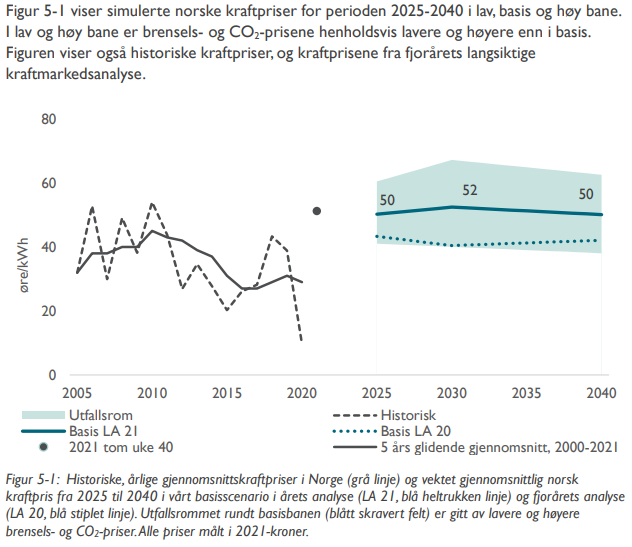 Figur 5-1 viser simulerte norske kraftpriser for perioden 2025-2040 i lav, basis og høy bane.
I lav og høy bane er brensels- og CO₂-prisene henholdsvis lavere og høyere enn i basis.
Figuren viser også historiske kraftpriser, og kraftprisene fra fjorårets langsiktige
kraftmarkedsanalyse.
80
60
40
20
0
øre/kWh
50
52
50
2005
2010
2015
2020
2025
2030
2035
2040
Utfallsrom
Historisk
Basis LA 21
Basis LA 20
2021 tom uke 40
5 års glidende gjennomsnitt, 2000-2021
Figur 5-1: Historiske, årlige gjennomsnittskraftpriser i Norge (grå linje) og vektet gjennomsnittlig norsk
kraftpris fra 2025 til 2040 i vårt basisscenario i årets analyse (LA 21, blå heltrukken linje) og fjorårets analyse
(LA 20, blå stiplet linje). Utfallsrommet rundt basisbanen (blått skravert felt) er gitt av lavere og høyere
brensels- og CO₂-priser. Alle priser målt i 2021-kroner.